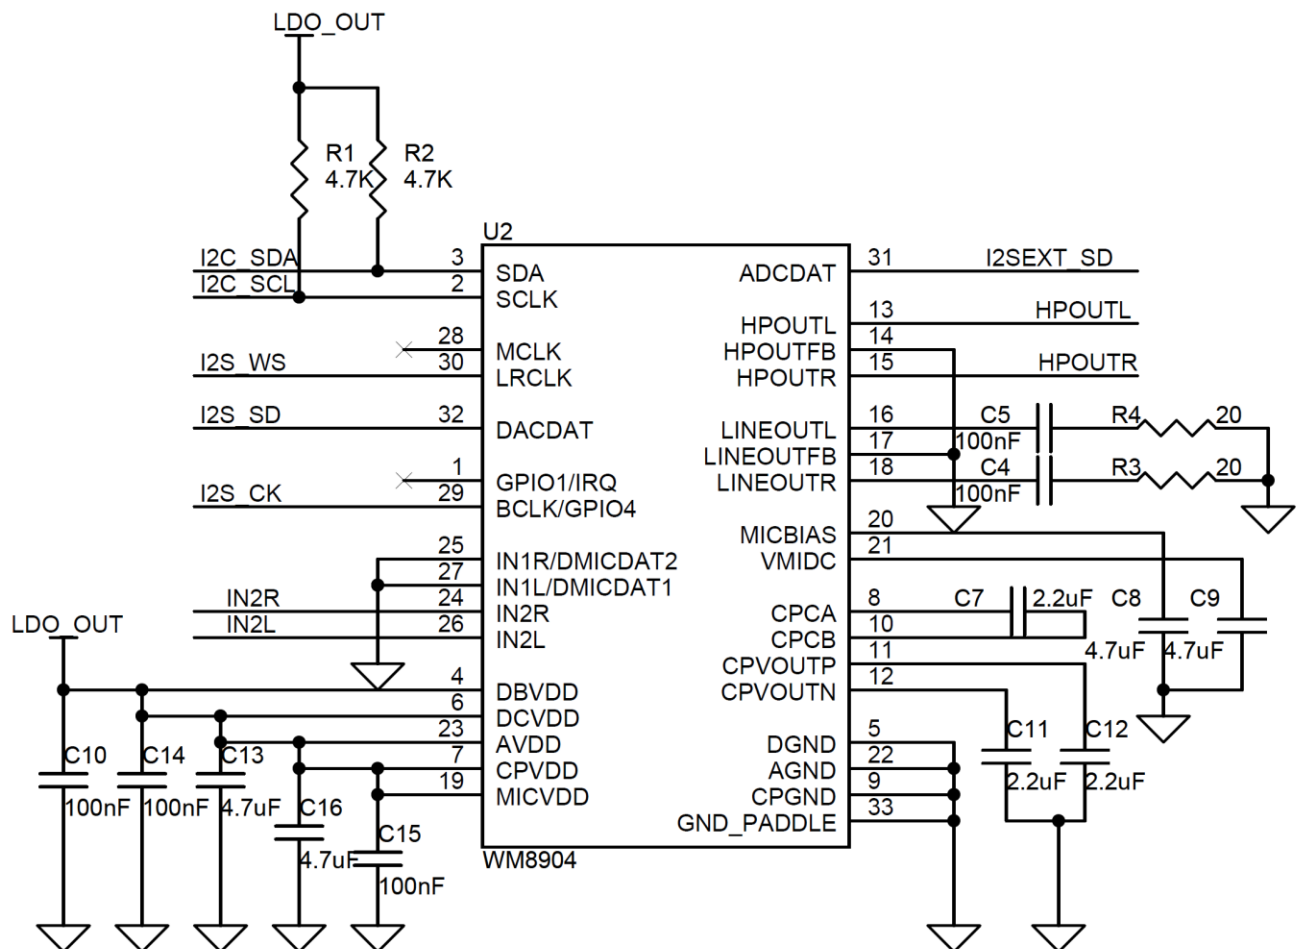 LDO_OUT
R1
4.7K
R2
4.7K
U2
I2C_SDA 3 SDA
I2C_SCL 2 SCLK
28 MCLK
I2S_WS 30 LRCLK
I2S_SD 32 DACDAT
1 GPIO1/IRQ
I2S_CK 29 BCLK/GPIO4
25 IN1R/DMICDAT2
27 IN1L/DMICDAT1
IN2R 24 IN2R
IN2L 26 IN2L
LDO_OUT
4 DBVDD
6 DCVDD
23 AVDD
7 CPVDD
19 MICVDD
C10
100nF
C14
100nF
C13
4.7uF
C16
4.7uF
C15
100nF
WM8904
ADCDAT 31 I2SEXT_SD
HPOUTL 13 HPOUTL
HPOUTFB 14
HPOUTR 15 HPOUTR
LINEOUTL 16 C5 R4 20
100nF
LINEOUTFB 17
LINEOUTR 18 C4 R3 20
100nF
MICBIAS 20
VMIDC 21
CPCA 8 C7 2.2uF
CPCB 10
C8
4.7uF
C9
4.7uF
CPVOUTP 11
CPVOUTN 12
C11
2.2uF
C12
2.2uF
DGND 5
AGND 22
CPGND 9
GND_PADDLE 33